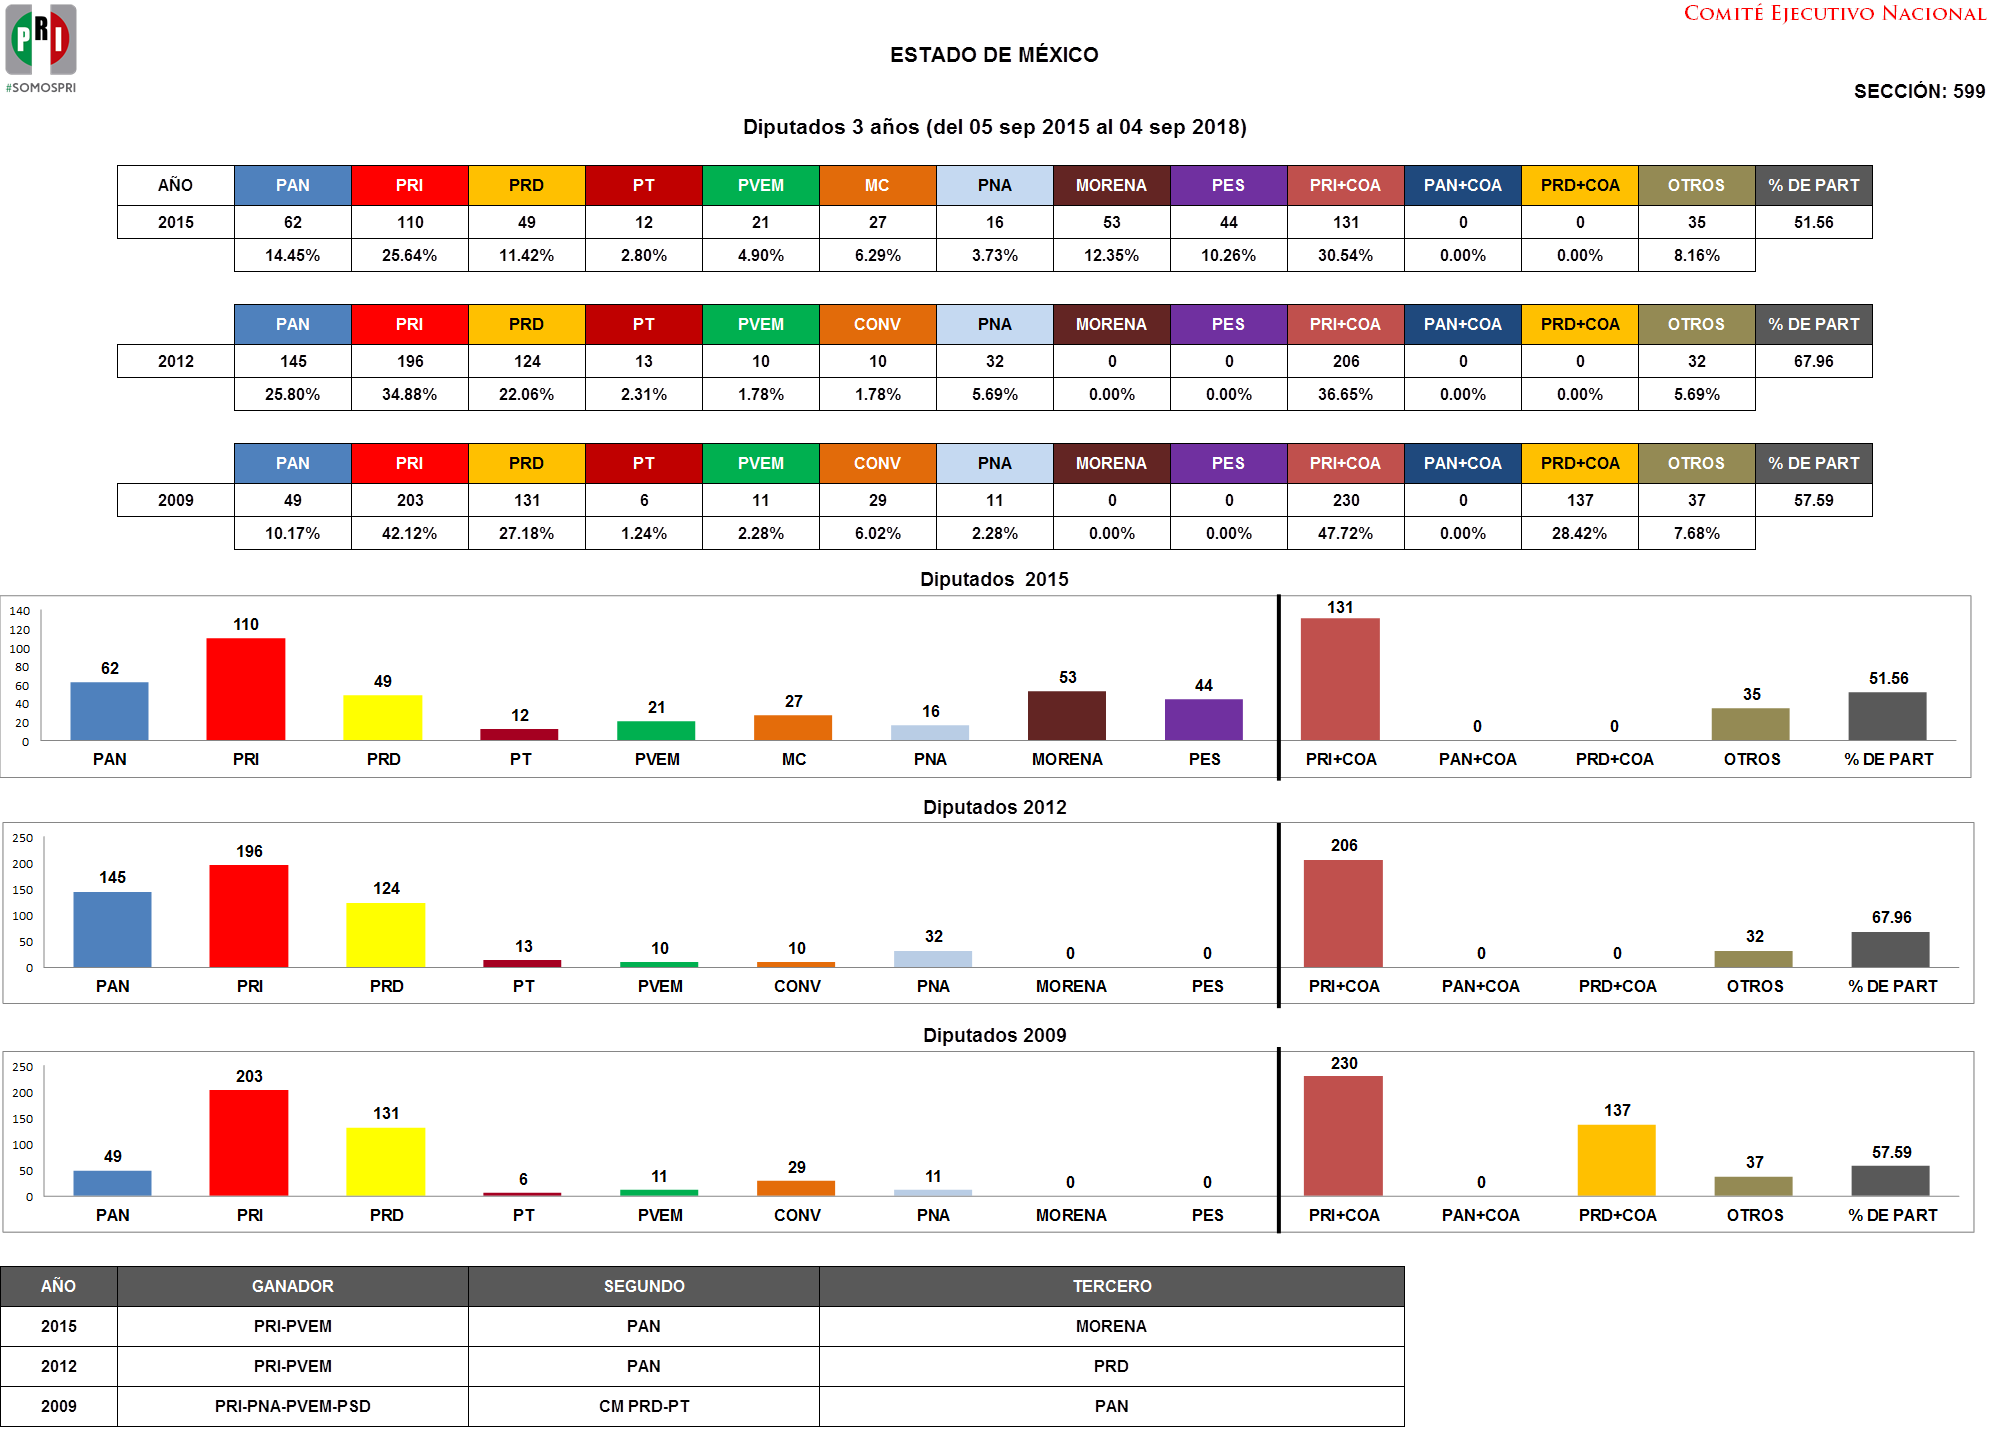 PRI
#SOMOSPRI
COMITÉ EJECUTIVO NACIONAL
ESTADO DE MÉXICO
SECCIÓN: 599
Diputados 3 años (del 05 sep 2015 al 04 sep 2018)
AÑO PAN PRI PRD PT PVEM MC PNA MORENA PES PRI+COA PAN+COA PRD+COA OTROS % DE PART
2015 62 110 49 12 21 27 16 53 44 131 0 0 35 51.56
14.45% 25.64% 11.42% 2.80% 4.90% 6.29% 3.73% 12.35% 10.26% 30.54% 0.00% 0.00% 8.16%
PAN PRI PRD PT PVEM CONV PNA MORENA PES PRI+COA PAN+COA PRD+COA OTROS % DE PART
2012 145 196 124 13 10 10 32 0 0 206 0 0 32 67.96
25.80% 34.88% 22.06% 2.31% 1.78% 1.78% 5.69% 0.00% 0.00% 36.65% 0.00% 0.00% 5.69%
PAN PRI PRD PT PVEM CONV PNA MORENA PES PRI+COA PAN+COA PRD+COA OTROS % DE PART
2009 49 203 131 6 11 29 11 0 0 230 0 137 37 57.59
10.17% 42.12% 27.18% 1.24% 2.28% 6.02% 2.28% 0.00% 0.00% 47.72% 0.00% 28.42% 7.68%
Diputados 2015
140
120
100
80
60
40
20
0
62 110 49 12 21 27 16 53 44 131 0 0 35 51.56
PAN PRI PRD PT PVEM MC PNA MORENA PES PRI+COA PAN+COA PRD+COA OTROS % DE PART
Diputados 2012
250
200
150
100
50
0
145 196 124 13 10 10 32 0 0 206 0 0 32 67.96
PAN PRI PRD PT PVEM CONV PNA MORENA PES PRI+COA PAN+COA PRD+COA OTROS % DE PART
Diputados 2009
250
200
150
100
50
0
49 203 131 6 11 29 11 0 0 230 0 137 37 57.59
PAN PRI PRD PT PVEM CONV PNA MORENA PES PRI+COA PAN+COA PRD+COA OTROS % DE PART
AÑO GANADOR SEGUNDO TERCERO
2015 PRI-PVEM PAN MORENA
2012 PRI-PVEM PAN PRD
2009 PRI-PNA-PVEM-PSD CM PRD-PT PAN